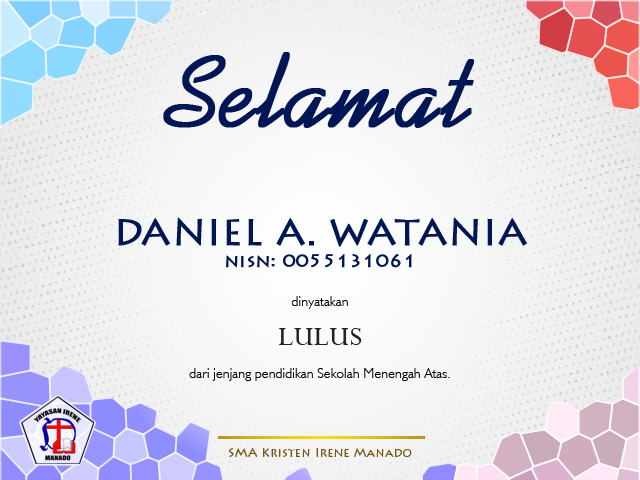 Selamat
DANIEL A. WATANIA
NISN: 0055131061
dinyatakan
LULUS
dari jenjang pendidikan Sekolah Menengah Atas.
YAYASAN IRENE
MANADO
SMA KRISTEN IRENE MANADO